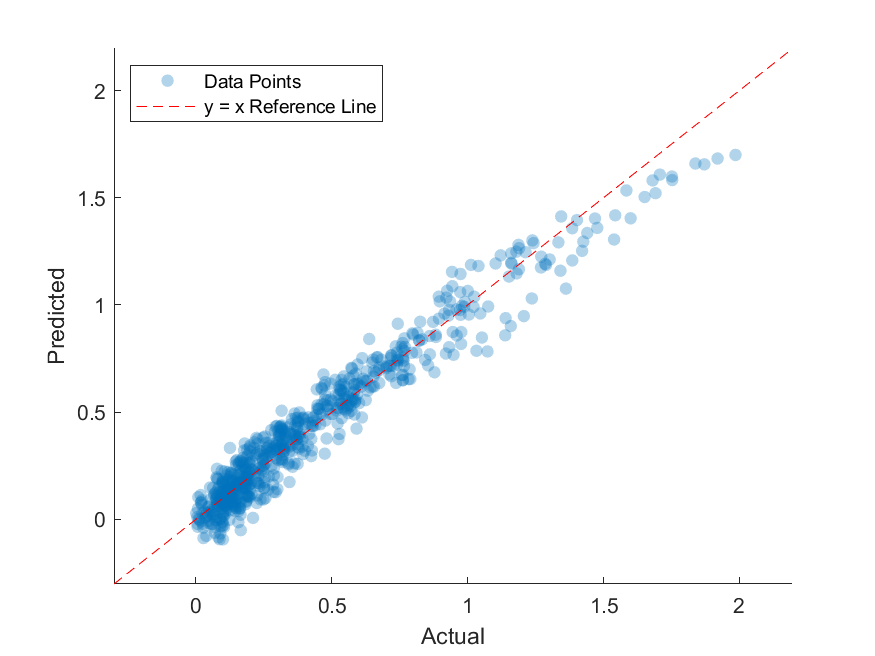 Data Points
y = x Reference Line
2
1.5
1
0.5
0
Predicted
0
0.5
1
1.5
2
Actual